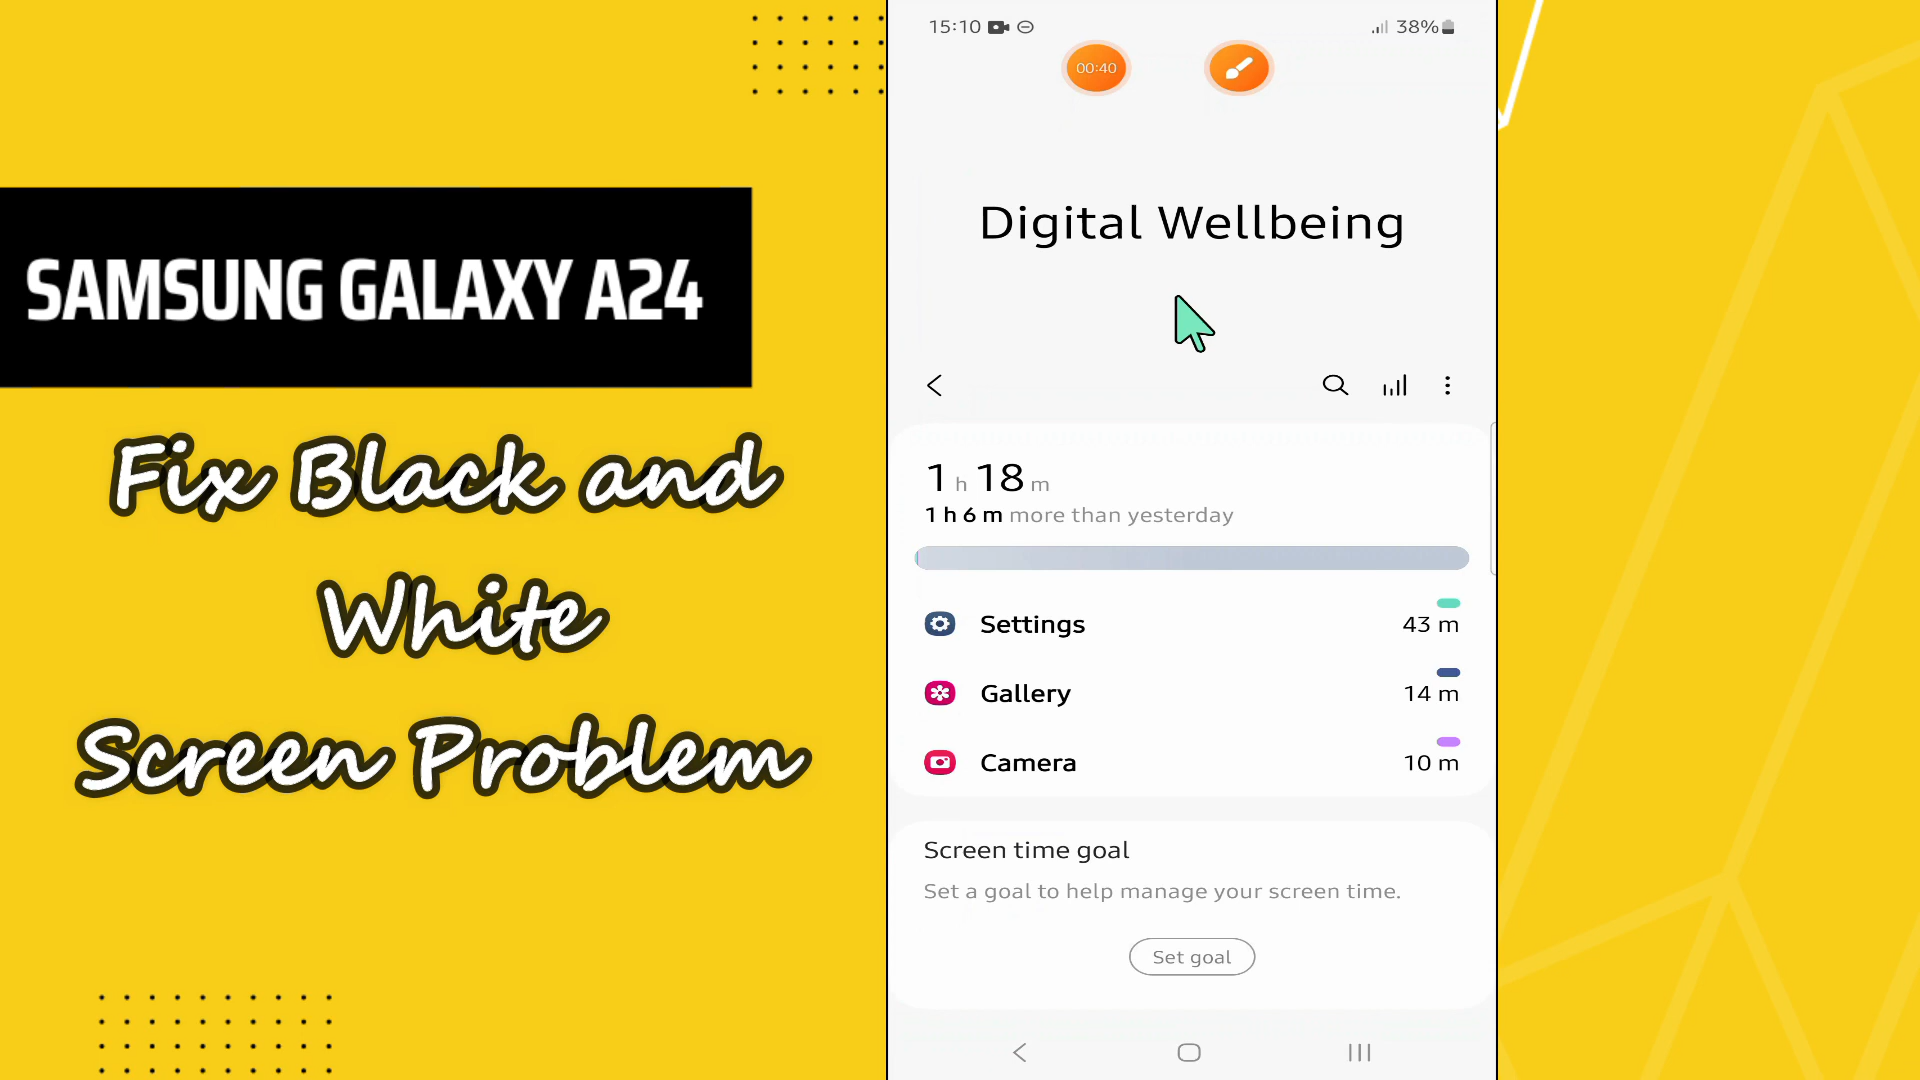 SAMSUNG GALAXY A24
Fix Black and
White
Screen Problem
15:10
38%
00:40
Digital Wellbeing
1 h 18 m
1 h 6 m more than yesterday
Settings
43 m
Gallery
14 m
Camera
10 m
Screen time goal
Set a goal to help manage your screen time.
Set goal